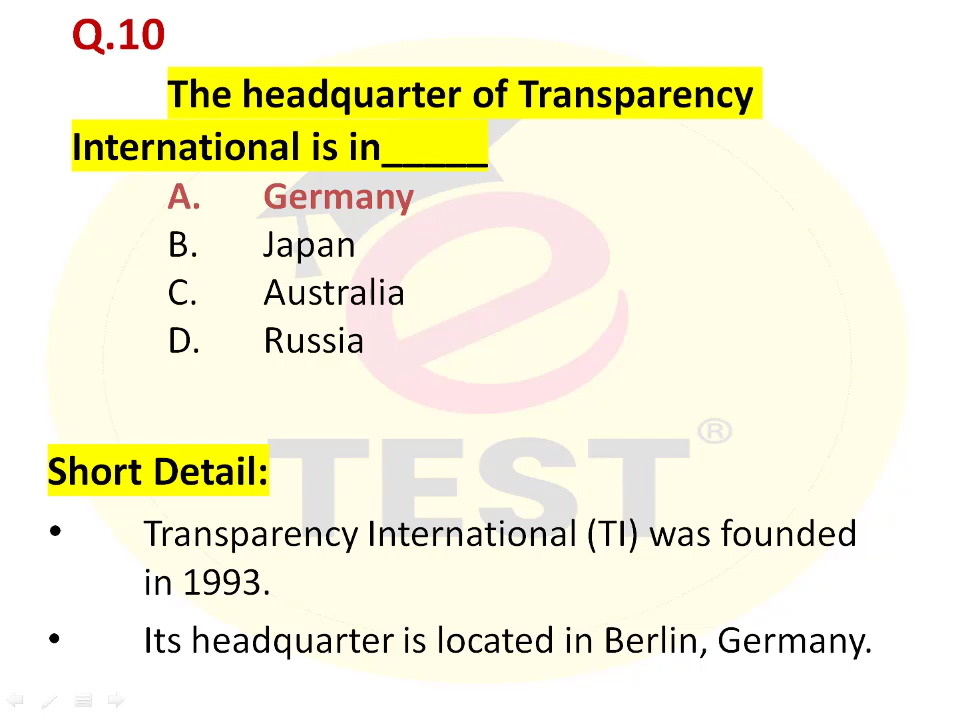 Q.10
The headquarter of Transparency
International is in_____
A. Germany
B. Japan
C. Australia
D. Russia
e
TEST®
Short Detail:
• Transparency International (TI) was founded
in 1993.
• Its headquarter is located in Berlin, Germany.